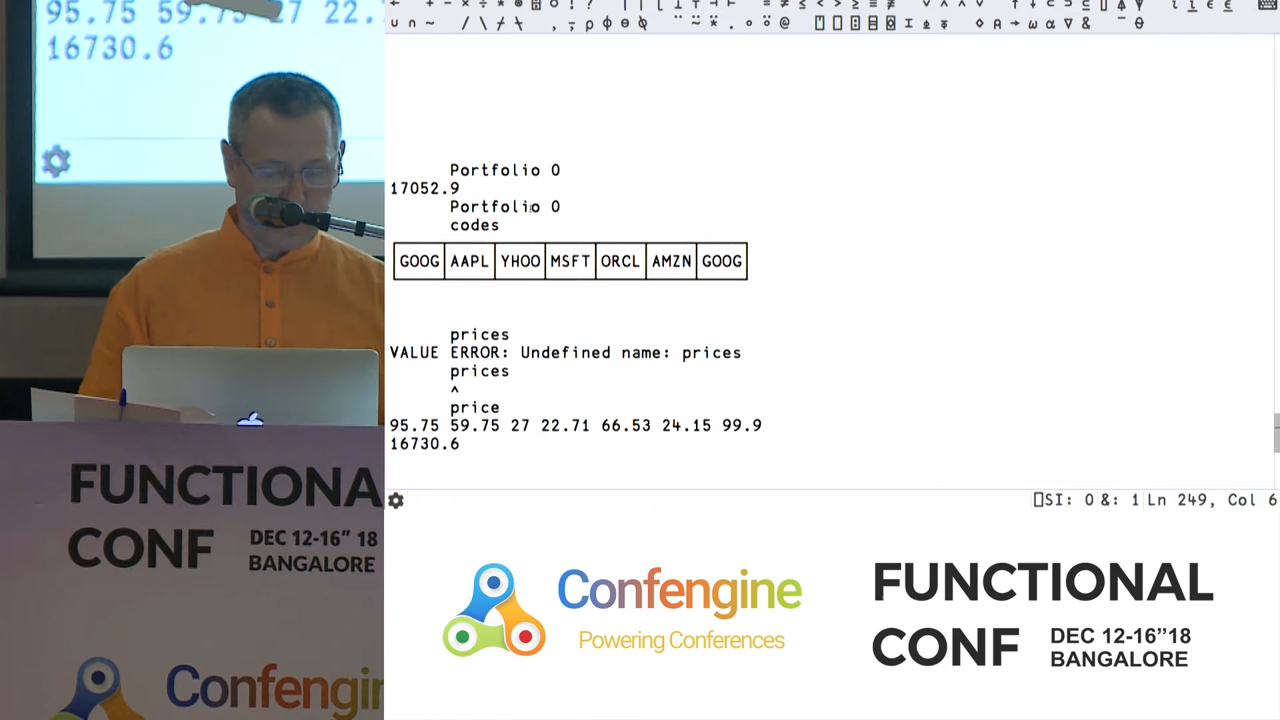 95.75 59.75 27 22.7
16730.6
Portfolio 0
17052.9
Portfolio 0
codes
GOOG AAPL YHOO MSFT ORCL AMZN GOOG
prices
VALUE ERROR: Undefined name: prices
prices
^
price
95.75 59.75 27 22.71 66.53 24.15 99.9
16730.6
⎕SI: 0 &: 1 Ln 249, Col 6
FUNCTIONA
CONF DEC 12-16" 18
BANGALORE
Confengine
Confengine
Powering Conferences
FUNCTIONAL
CONF DEC 12-16"18
BANGALORE